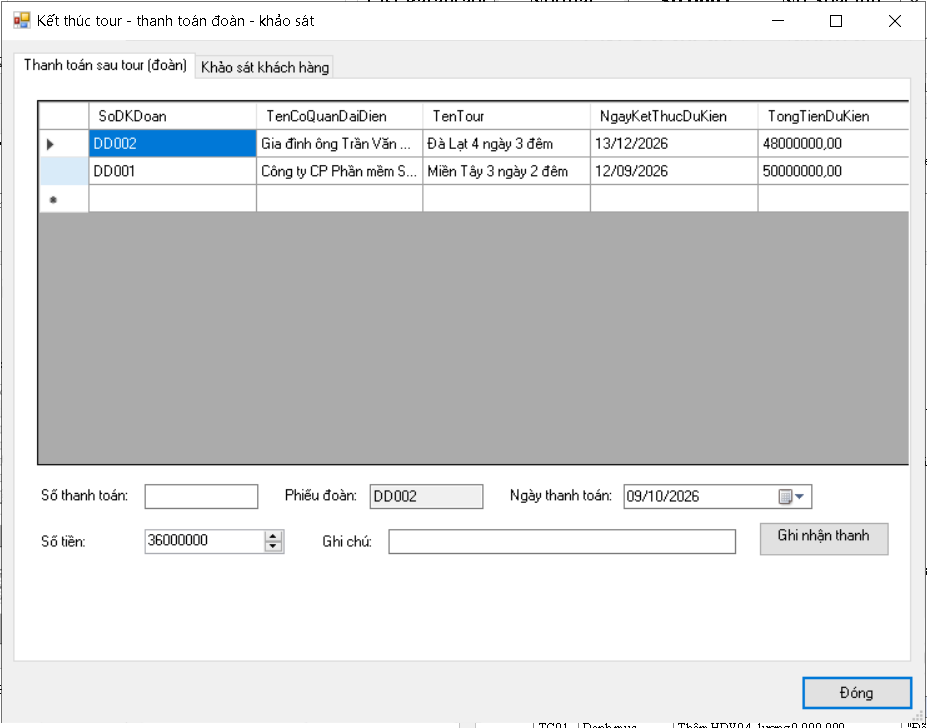 Kết thúc tour - thanh toán đoàn - khảo sát
Thanh toán sau tour (đoàn) Khảo sát khách hàng
SoDKDoan TenCoQuanDaiDien TenTour NgayKetThucDuKien TongTienDuKien
DD002 Gia đình ông Trần Văn ... Đà Lạt 4 ngày 3 đêm 13/12/2026 48000000,00
DD001 Công ty CP Phần mềm S... Miền Tây 3 ngày 2 đêm 12/09/2026 50000000,00
Số thanh toán: Phiếu đoàn: DD002 Ngày thanh toán: 09/10/2026
Số tiền: 36000000 Ghi chú: Ghi nhận thanh
Đóng